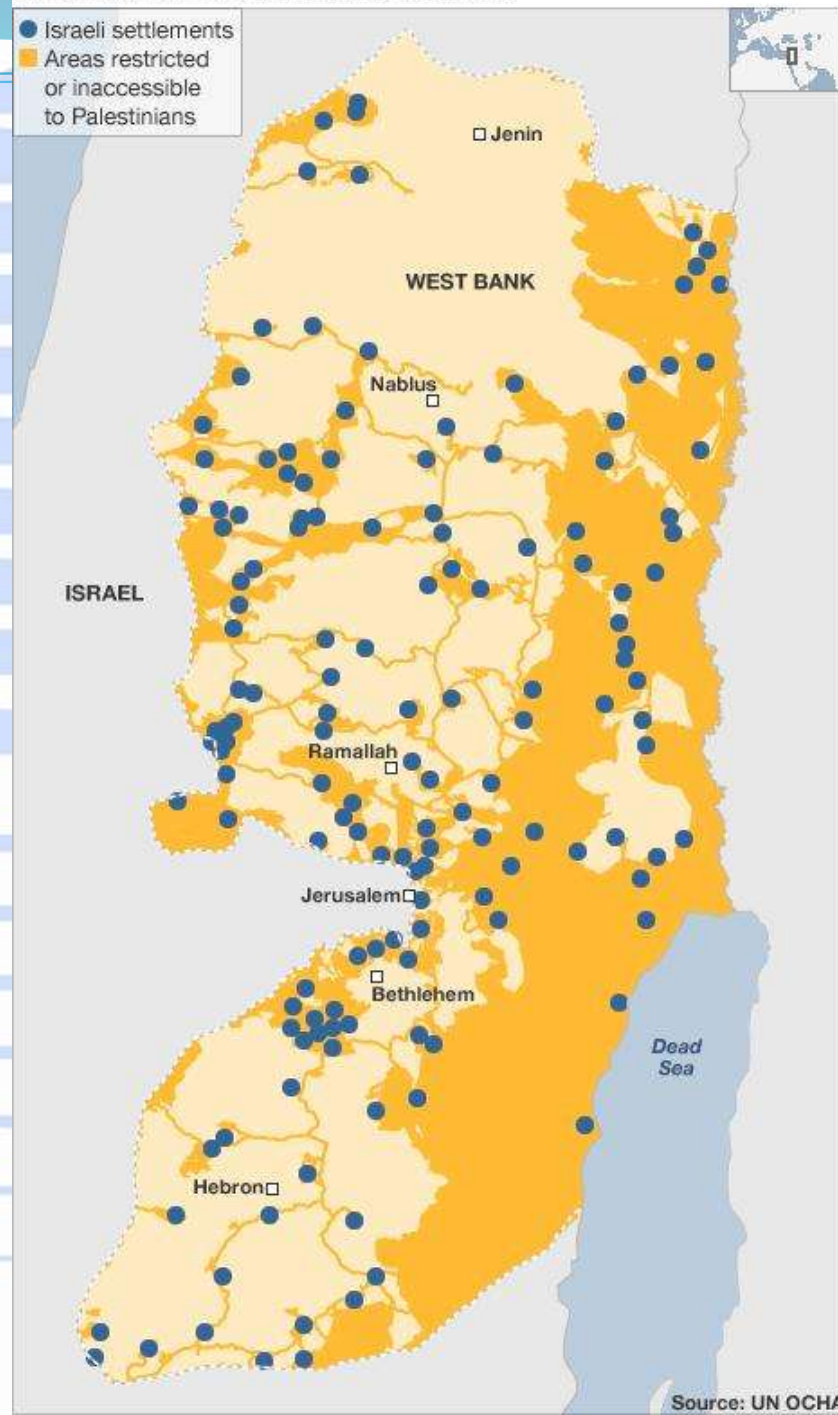 Israeli settlements
Areas restricted
or inaccessible
to Palestinians
Jenin
WEST BANK
Nablus
ISRAEL
Ramallah
Jerusalem
Bethlehem
Dead
Sea
Hebron
Source: UN OCHA